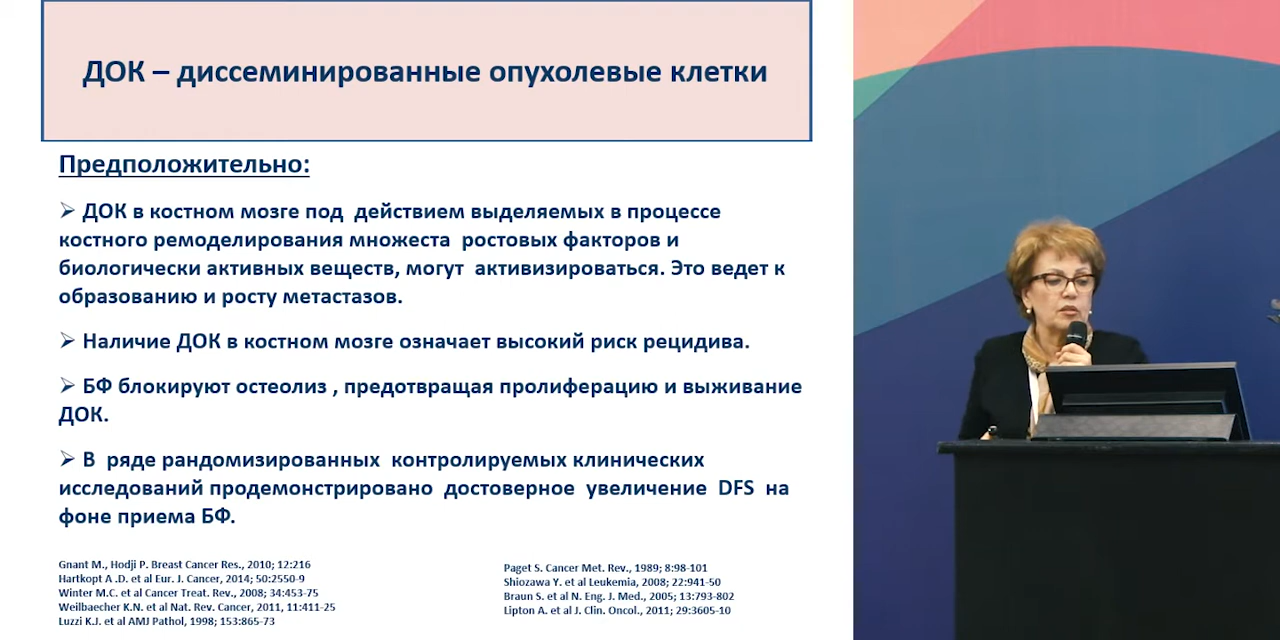 ДОК – диссеминированные опухолевые клетки
Предположительно:
➢ ДОК в костном мозге под действием выделяемых в процессе
костного ремоделирования множеста ростовых факторов и
биологически активных веществ, могут активизироваться. Это ведет к
образованию и росту метастазов.
➢ Наличие ДОК в костном мозге означает высокий риск рецидива.
➢ БФ блокируют остеолиз , предотвращая пролиферацию и выживание
ДОК.
➢ В ряде рандомизированных контролируемых клинических
исследований продемонстрировано достоверное увеличение DFS на
фоне приема БФ.
Gnant M., Hodji P. Breast Cancer Res., 2010; 12:216
Hartkopt A .D. et al Eur. J. Cancer, 2014; 50:2550-9
Winter M.C. et al Cancer Treat. Rev., 2008; 34:453-75
Weilbaecher K.N. et al Nat. Rev. Cancer, 2011, 11:411-25
Luzzi K.J. et al AMJ Pathol, 1998; 153:865-73
Paget S. Cancer Met. Rev., 1989; 8:98-101
Shiozawa Y. et al Leukemia, 2008; 22:941-50
Braun S. et al N. Eng. J. Med., 2005; 13:793-802
Lipton A. et al J. Clin. Oncol., 2011; 29:3605-10